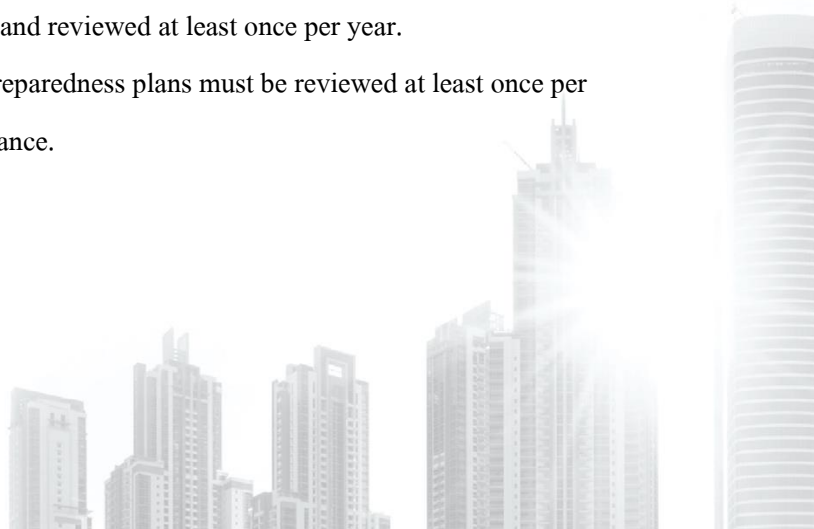 and reviewed at least once per year.
reparedness plans must be reviewed at least once per
ance.